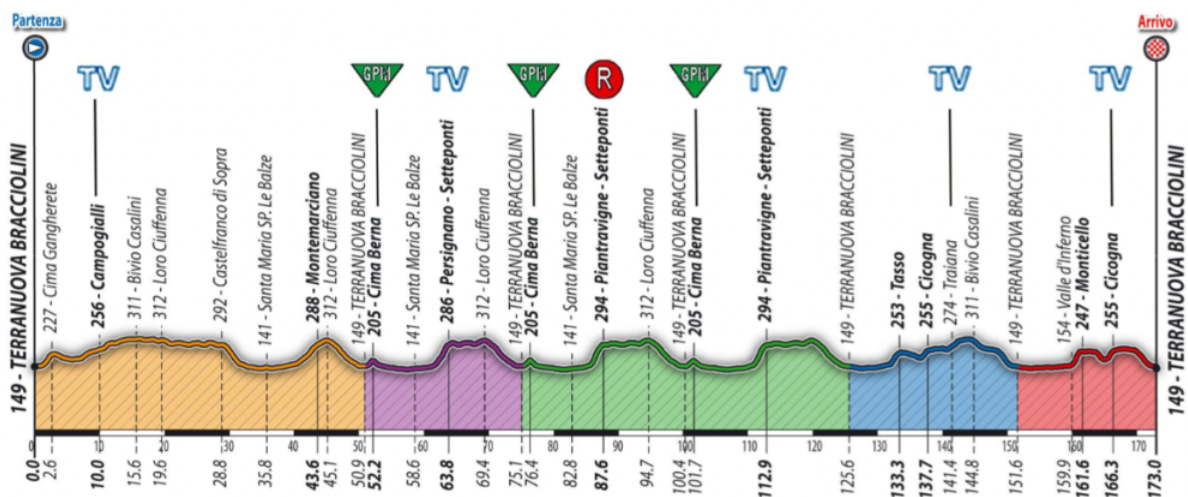 Partenza
Arrivo
TV
GPM
TV
GPM
R
GPM
TV
TV
TV
149 - TERRANUOVA BRACCIOLINI
227 - Cima Gangherete
256 - Campogialli
311 - Bivio Casalini
312 - Loro Ciuffenna
292 - Castelfranco di Sopra
141 - Santa Maria SP. Le Balze
288 - Montemarciano
312 - Loro Ciuffenna
149 - TERRANUOVA BRACCIOLINI
205 - Cima Berna
141 - Santa Maria SP. Le Balze
286 - Persignano - Setteponti
312 - Loro Ciuffenna
149 - TERRANUOVA BRACCIOLINI
205 - Cima Berna
141 - Santa Maria SP. Le Balze
294 - Piantravigne - Setteponti
312 - Loro Ciuffenna
149 - TERRANUOVA BRACCIOLINI
205 - Cima Berna
294 - Piantravigne - Setteponti
149 - TERRANUOVA BRACCIOLINI
253 - Tasso
255 - Cicogna
274 - Traiana
311 - Bivio Casalini
149 - TERRANUOVA BRACCIOLINI
154 - Valle d'Inferno
247 - Monticello
255 - Cicogna
149 - TERRANUOVA BRACCIOLINI
0 10 20 30 40 50 60 70 80 90 100 110 120 130 140 150 160 170
0.0
2.6
10.0
15.6
19.6
28.8
35.8
43.6
45.1
50.9
52.2
58.6
63.8
69.4
75.1
76.4
82.8
87.6
94.7
100.4
101.7
112.9
125.6
133.3
137.7
141.4
144.8
151.6
159.9
161.6
166.3
173.0